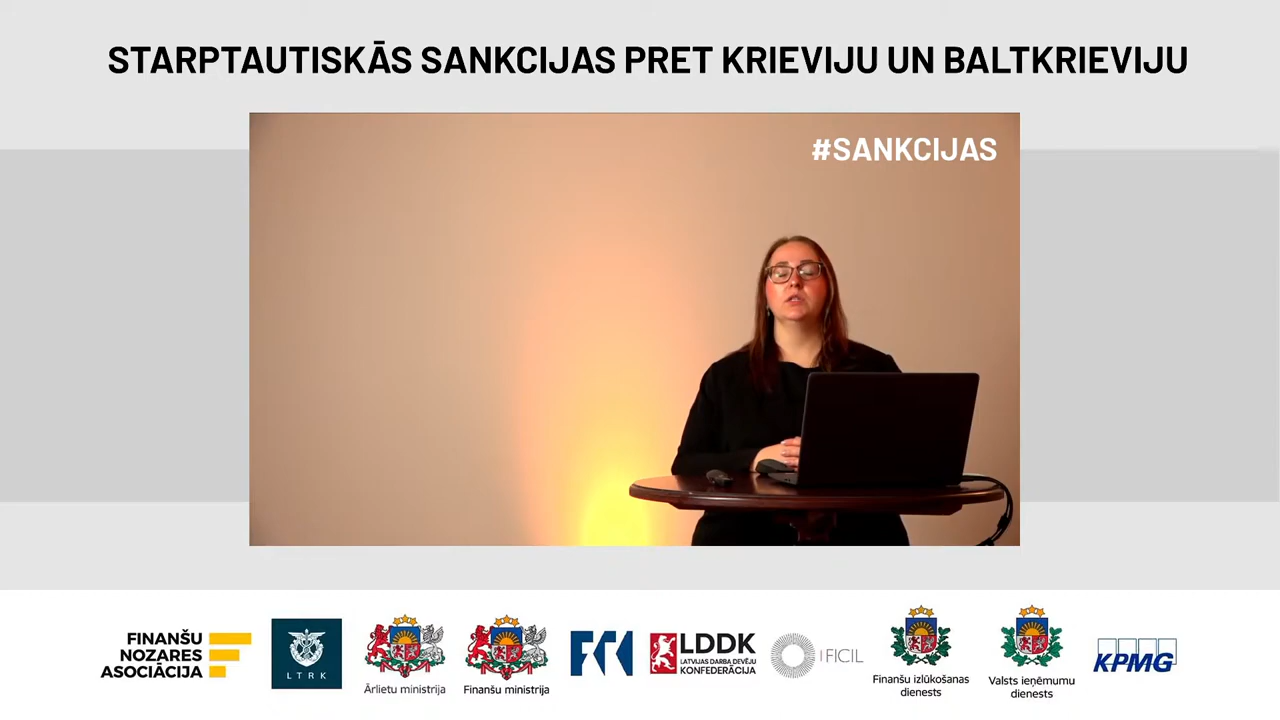 STARPTAUTISKĀS SANKCIJAS PRET KRIEVIJU UN BALTKRIEVIJU
#SANKCIJAS
FINANŠU
NOZARES
ASOCIĀCIJA
LTRK
Ārlietu ministrija
Finanšu ministrija
LDDK
LATVIJAS DARBA DEVĒJU
KONFEDERĀCIJA
FICIL
Finanšu izlūkošanas
dienests
Valsts ieņēmumu
dienests
KPMG